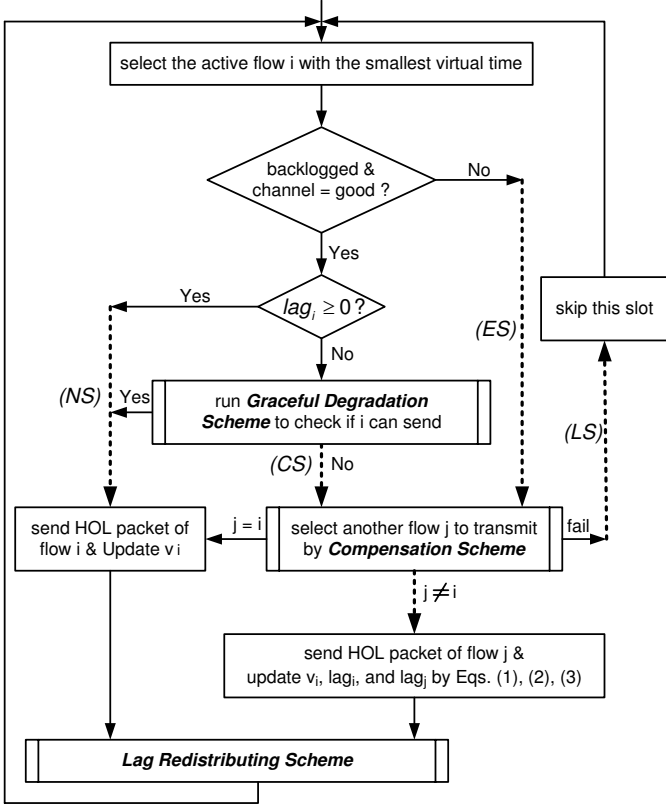 select the active flow i with the smallest virtual time
backlogged &
channel = good ?
No
Yes
Yes
lagᵢ ≥ 0 ?
skip this slot
(ES)
No
(NS)
Yes
run Graceful Degradation
Scheme to check if i can send
(LS)
(CS)
No
send HOL packet of
flow i & Update vᵢ
j = i
select another flow j to transmit
by Compensation Scheme
fail
j ≠ i
send HOL packet of flow j &
update vᵢ, lagᵢ, and lagⱼ by Eqs. (1), (2), (3)
Lag Redistributing Scheme